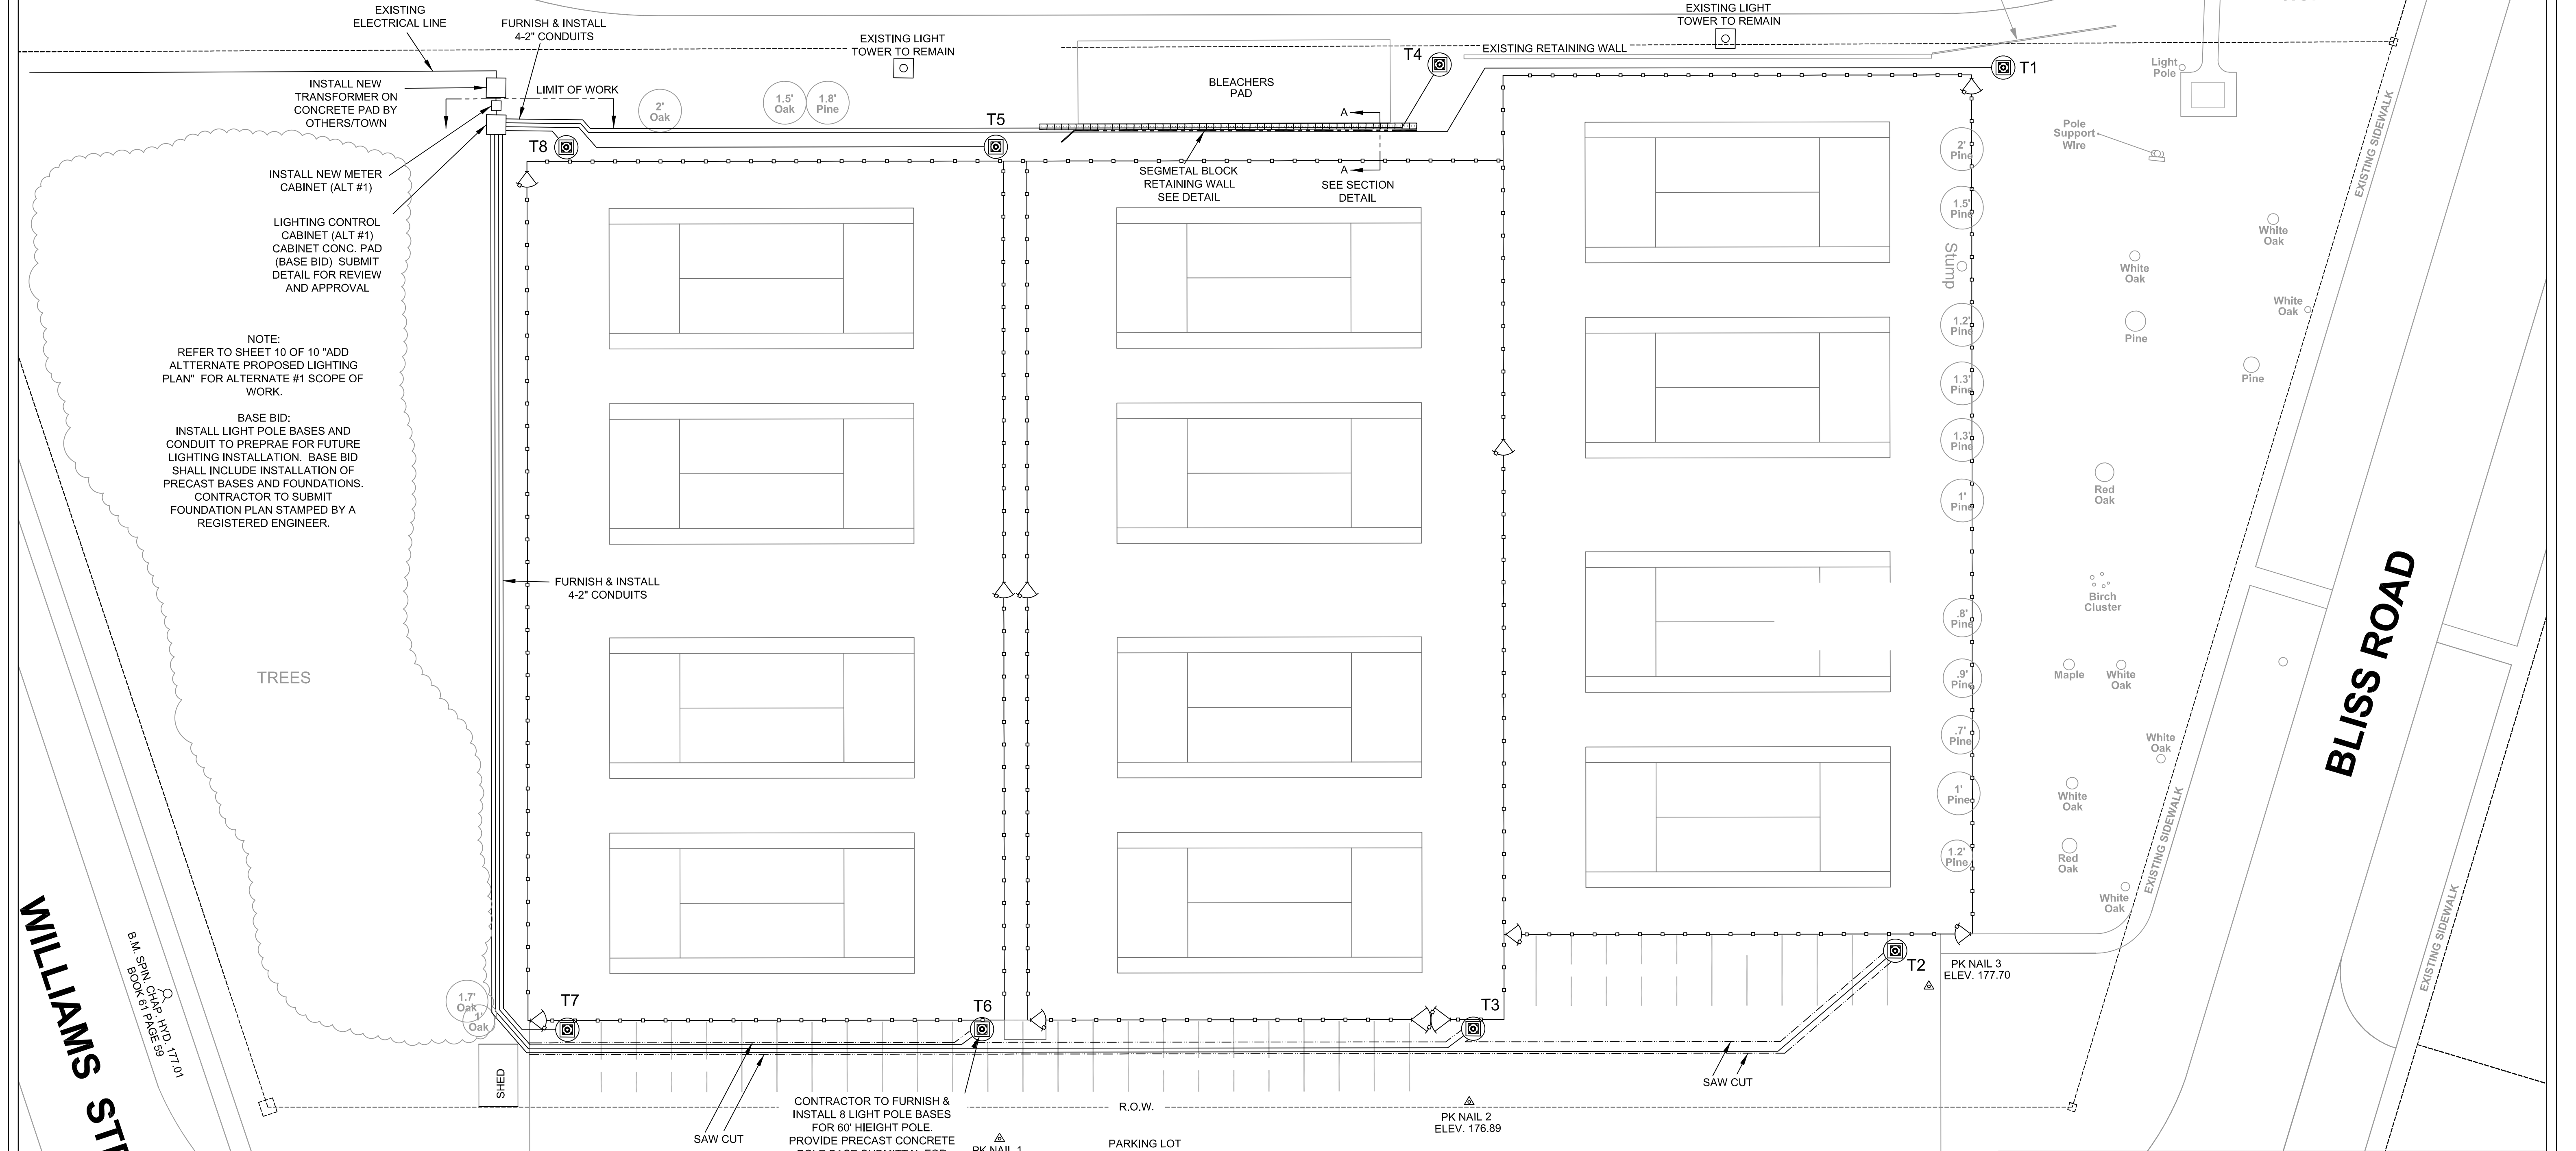 EXISTING
ELECTRICAL LINE
FURNISH & INSTALL
4-2" CONDUITS
EXISTING LIGHT
TOWER TO REMAIN
EXISTING LIGHT
TOWER TO REMAIN
EXISTING RETAINING WALL
T4
T1
Light
Pole
INSTALL NEW
TRANSFORMER ON
CONCRETE PAD BY
OTHERS/TOWN
LIMIT OF WORK
2'
Oak
1.5'
Oak
1.8'
Pine
BLEACHERS
PAD
A
T5
T8
Pole
Support
Wire
EXISTING SIDEWALK
2'
Pine
INSTALL NEW METER
CABINET (ALT #1)
SEGMETAL BLOCK
RETAINING WALL
SEE DETAIL
A
SEE SECTION
DETAIL
1.5'
Pine
LIGHTING CONTROL
CABINET (ALT #1)
CABINET CONC. PAD
(BASE BID)  SUBMIT
DETAIL FOR REVIEW
AND APPROVAL
Stump
White
Oak
White
Oak
White
Oak
1.2'
Pine
Pine
NOTE:
REFER TO SHEET 10 OF 10 "ADD
ALTTERNATE PROPOSED LIGHTING
PLAN"  FOR ALTERNATE #1 SCOPE OF
WORK.
1.3'
Pine
Pine
BASE BID:
INSTALL LIGHT POLE BASES AND
CONDUIT TO PREPRAE FOR FUTURE
LIGHTING INSTALLATION.  BASE BID
SHALL INCLUDE INSTALLATION OF
PRECAST BASES AND FOUNDATIONS.
CONTRACTOR TO SUBMIT
FOUNDATION PLAN STAMPED BY A
REGISTERED ENGINEER.
1.3'
Pine
1'
Pine
Red
Oak
FURNISH & INSTALL
4-2" CONDUITS
Birch
Cluster
.8'
Pine
BLISS ROAD
TREES
.9'
Pine
Maple
White
Oak
.7'
Pine
White
Oak
1'
Pine
White
Oak
EXISTING SIDEWALK
1.2'
Pine
Red
Oak
White
Oak
EXISTING SIDEWALK
WILLIAMS
B.M. SPIN. CHAP. HYD. 177.01
BOOK 61 PAGE 59
1.7'
Oak
1'
Oak
T7
T6
T3
T2
PK NAIL 3
ELEV. 177.70
SHED
SAW CUT
SAW CUT
CONTRACTOR TO FURNISH &
INSTALL 8 LIGHT POLE BASES
FOR 60' HIEIGHT POLE.
PROVIDE PRECAST CONCRETE
R.O.W.
PK NAIL 2
ELEV. 176.89
PARKING LOT
PK NAIL 1